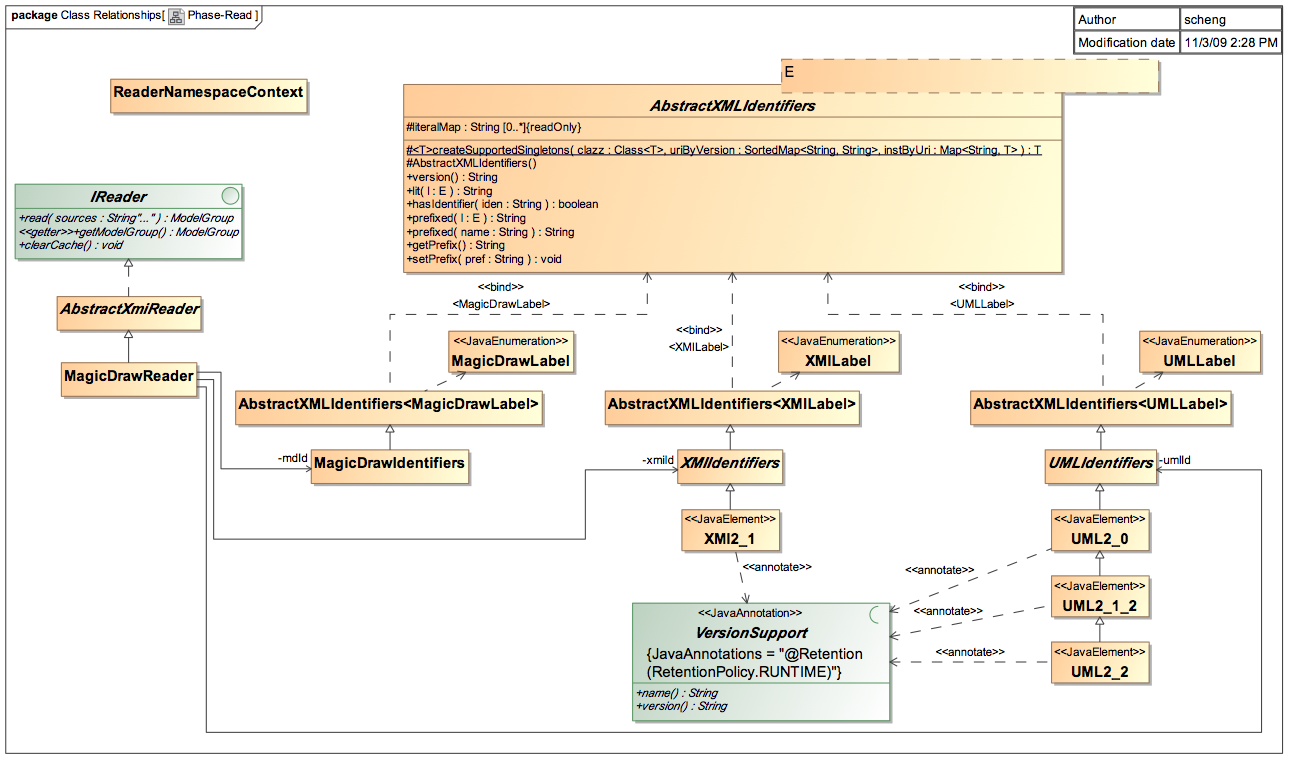 package Class Relationships[ Phase-Read ]
Author scheng
Modification date 11/3/09 2:28 PM
ReaderNamespaceContext
E
AbstractXMLIdentifiers
#literalMap : String [0..*]{readOnly}
#<T>createSupportedSingletons( clazz : Class<T>, uriByVersion : SortedMap<String, String>, instByUri : Map<String, T> ) : T
#AbstractXMLIdentifiers()
+version() : String
+lit( l : E ) : String
+hasIdentifier( iden : String ) : boolean
+prefixed( l : E ) : String
+prefixed( name : String ) : String
+getPrefix() : String
+setPrefix( pref : String ) : void
IReader
+read( sources : String"..." ) : ModelGroup
<<getter>>+getModelGroup() : ModelGroup
+clearCache() : void
AbstractXmiReader
MagicDrawReader
<<bind>>
<MagicDrawLabel>
<<bind>>
<XMILabel>
<<bind>>
<UMLLabel>
<<JavaEnumeration>>
MagicDrawLabel
<<JavaEnumeration>>
XMILabel
<<JavaEnumeration>>
UMLLabel
AbstractXMLIdentifiers<MagicDrawLabel>
AbstractXMLIdentifiers<XMILabel>
AbstractXMLIdentifiers<UMLLabel>
-mdId
MagicDrawIdentifiers
-xmiId
XMIIdentifiers
UMLIdentifiers
-umlId
<<JavaElement>>
XMI2_1
<<JavaElement>>
UML2_0
<<annotate>>
<<annotate>>
<<JavaElement>>
UML2_1_2
<<annotate>>
<<JavaElement>>
UML2_2
<<annotate>>
<<JavaAnnotation>>
VersionSupport
{JavaAnnotations = "@Retention
(RetentionPolicy.RUNTIME)"}
+name() : String
+version() : String